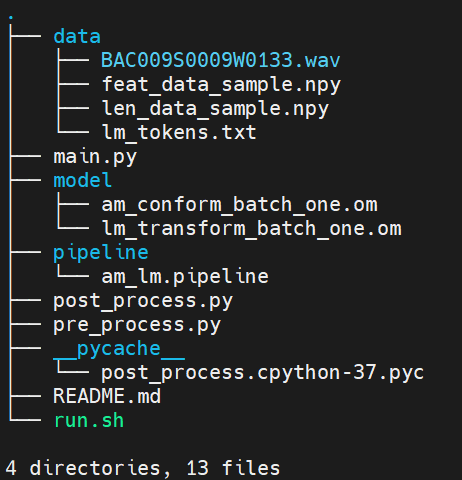 .
├── data
│   ├── BAC009S0009W0133.wav
│   ├── feat_data_sample.npy
│   ├── len_data_sample.npy
│   └── lm_tokens.txt
├── main.py
├── model
│   ├── am_conform_batch_one.om
│   └── lm_transform_batch_one.om
├── pipeline
│   └── am_lm.pipeline
├── post_process.py
├── pre_process.py
├── __pycache__
│   └── post_process.cpython-37.pyc
├── README.md
└── run.sh
4 directories, 13 files